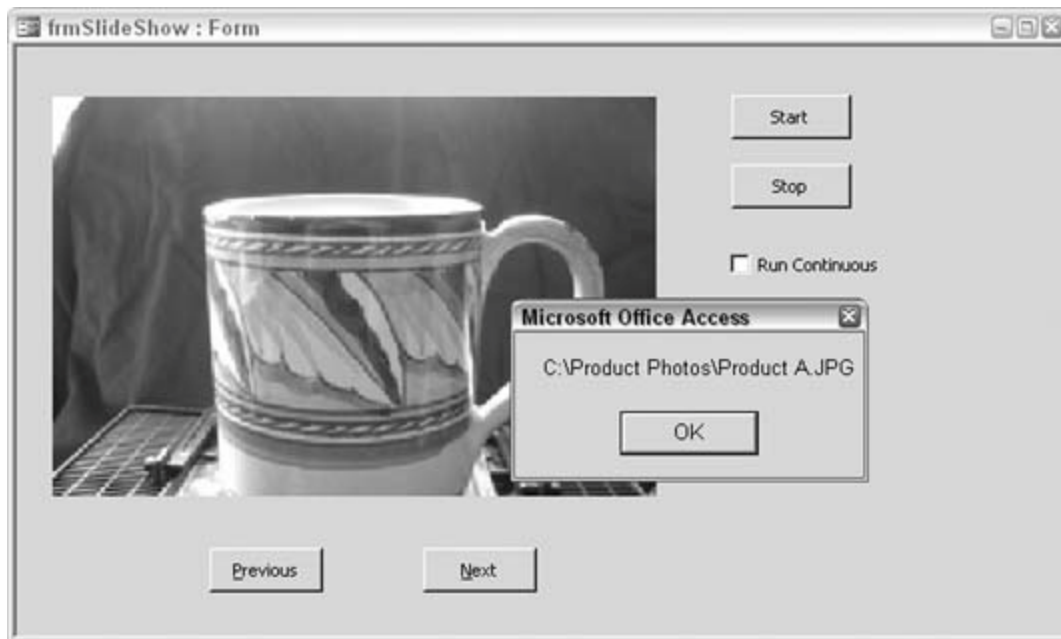 frmSlideShow : Form
Start
Stop
Run Continuous
Microsoft Office Access
C:\Product Photos\Product A.JPG
OK
Previous
Next